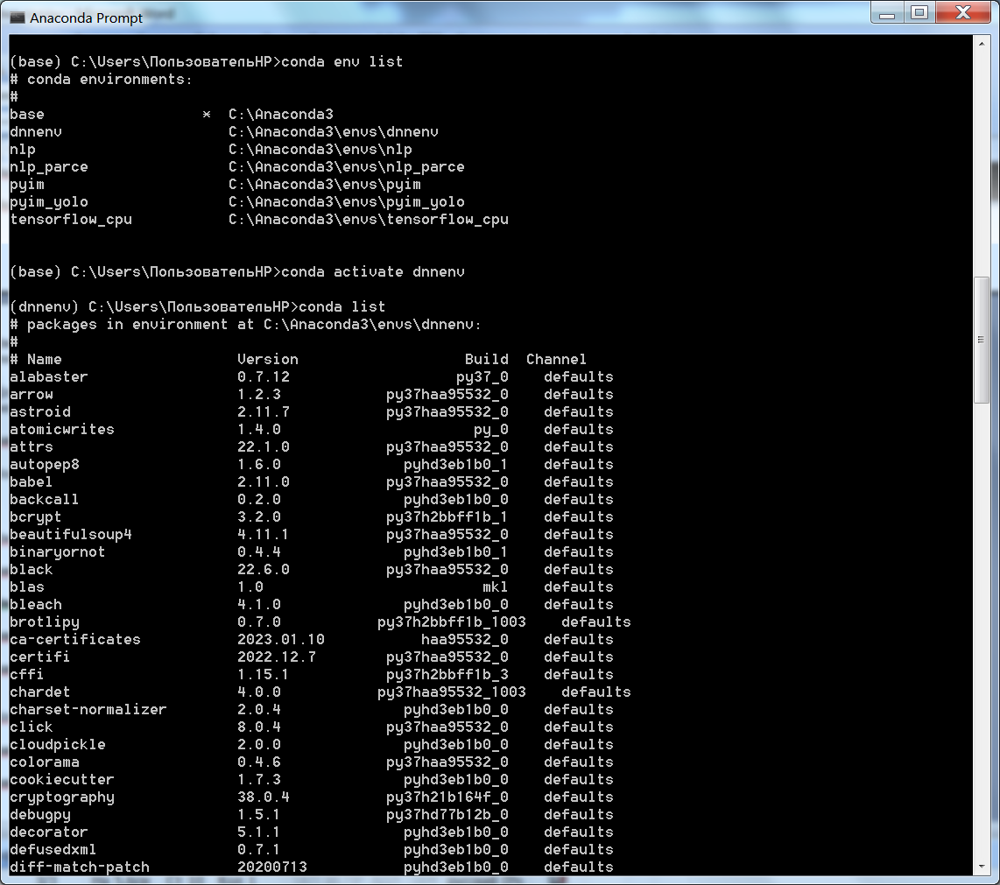 Anaconda Prompt
(base) C:\Users\ПользовательHP>conda env list
# conda environments:
#
base                  *  C:\Anaconda3
dnnenv                   C:\Anaconda3\envs\dnnenv
nlp                      C:\Anaconda3\envs\nlp
nlp_parce                C:\Anaconda3\envs\nlp_parce
pyim                     C:\Anaconda3\envs\pyim
pyim_yolo                C:\Anaconda3\envs\pyim_yolo
tensorflow_cpu           C:\Anaconda3\envs\tensorflow_cpu
(base) C:\Users\ПользовательHP>conda activate dnnenv
(dnnenv) C:\Users\ПользовательHP>conda list
# packages in environment at C:\Anaconda3\envs\dnnenv:
#
# Name                    Version                   Build  Channel
alabaster                 0.7.12                   py37_0    defaults
arrow                     1.2.3            py37haa95532_0    defaults
astroid                   2.11.7           py37haa95532_0    defaults
atomicwrites              1.4.0                      py_0    defaults
attrs                     22.1.0           py37haa95532_0    defaults
autopep8                  1.6.0              pyhd3eb1b0_1    defaults
babel                     2.11.0           py37haa95532_0    defaults
backcall                  0.2.0              pyhd3eb1b0_0    defaults
bcrypt                    3.2.0            py37h2bbff1b_1    defaults
beautifulsoup4            4.11.1           py37haa95532_0    defaults
binaryornot               0.4.4              pyhd3eb1b0_1    defaults
black                     22.6.0           py37haa95532_0    defaults
blas                      1.0                         mkl    defaults
bleach                    4.1.0              pyhd3eb1b0_0    defaults
brotlipy                  0.7.0           py37h2bbff1b_1003    defaults
ca-certificates           2023.01.10           haa95532_0    defaults
certifi                   2022.12.7        py37haa95532_0    defaults
cffi                      1.15.1           py37h2bbff1b_3    defaults
chardet                   4.0.0           py37haa95532_1003    defaults
charset-normalizer        2.0.4              pyhd3eb1b0_0    defaults
click                     8.0.4            py37haa95532_0    defaults
cloudpickle               2.0.0              pyhd3eb1b0_0    defaults
colorama                  0.4.6            py37haa95532_0    defaults
cookiecutter              1.7.3              pyhd3eb1b0_0    defaults
cryptography              38.0.4           py37h21b164f_0    defaults
debugpy                   1.5.1            py37hd77b12b_0    defaults
decorator                 5.1.1              pyhd3eb1b0_0    defaults
defusedxml                0.7.1              pyhd3eb1b0_0    defaults
diff-match-patch          20200713           pyhd3eb1b0_0    defaults